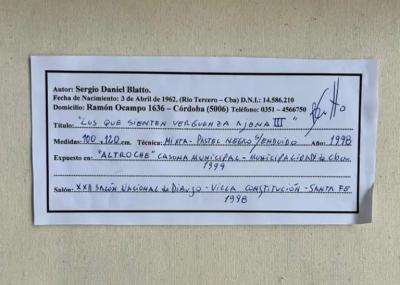 Autor: Sergio Daniel Blatto.
Fecha de Nacimiento: 3 de Abril de 1962, (Río Tercero – Cba) D.N.I.: 14.586.210
Domicilio: Ramón Ocampo 1636 – Córdoba (5006) Teléfono: 0351 – 4566750
Título: "LOS QUE SIENTEN VERGUENZA AJENA III"
Medidas: 100 x 120 cm Técnica: MIXTA - PASTEL NEGRO S/ENDUIDO Año: 1998
Expuesto en: "ALTROCHE" CASONA MUNICIPAL - MUNICIPALIDAD de CBA.
1999
Salón: XXII SALÓN NACIONAL de DIBUJO - VILLA CONSTITUCIÓN - SANTA FE
1998